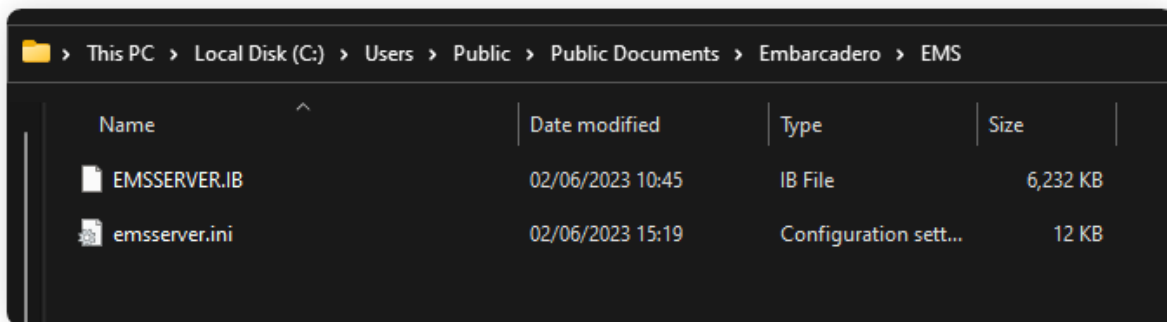 This PC > Local Disk (C:) > Users > Public > Public Documents > Embarcadero > EMS
Name Date modified Type Size
EMSSERVER.IB 02/06/2023 10:45 IB File 6,232 KB
emsserver.ini 02/06/2023 15:19 Configuration sett... 12 KB